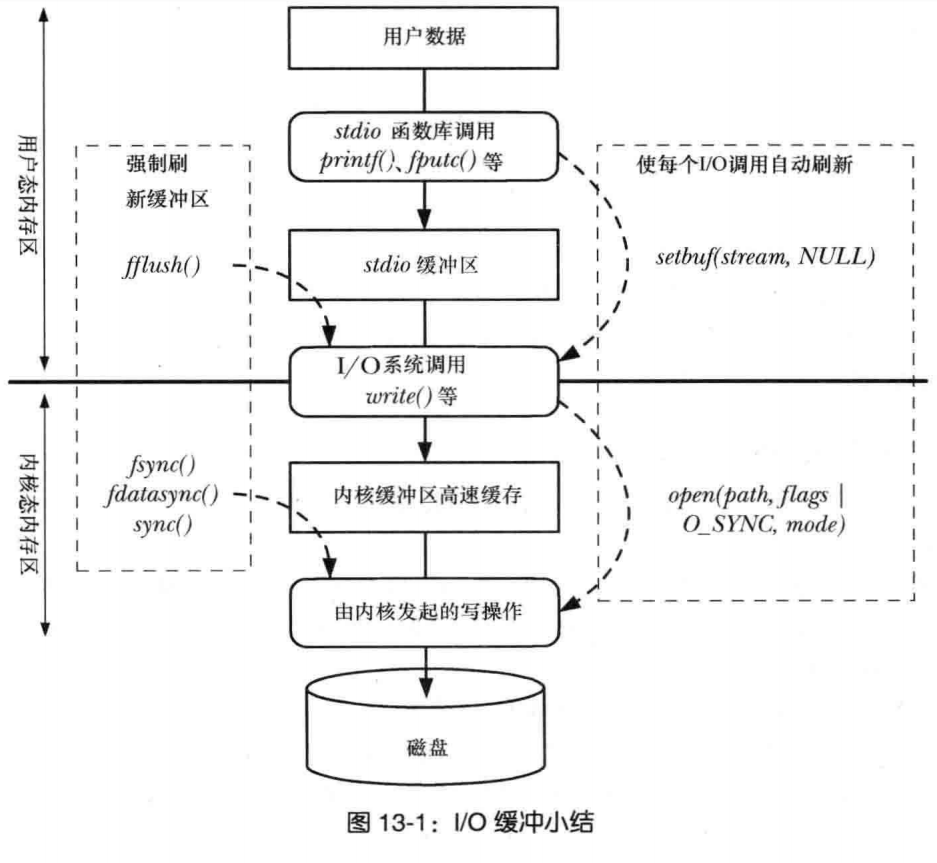 用户数据
stdio 函数库调用
printf()、fputc() 等
用户态内存区
强制刷
新缓冲区
fflush()
使每个I/O调用自动刷新
setbuf(stream, NULL)
stdio 缓冲区
I/O系统调用
write() 等
内核态内存区
fsync()
fdatasync()
sync()
内核缓冲区高速缓存
open(path, flags |
O_SYNC, mode)
由内核发起的写操作
磁盘
图 13-1：I/O 缓冲小结